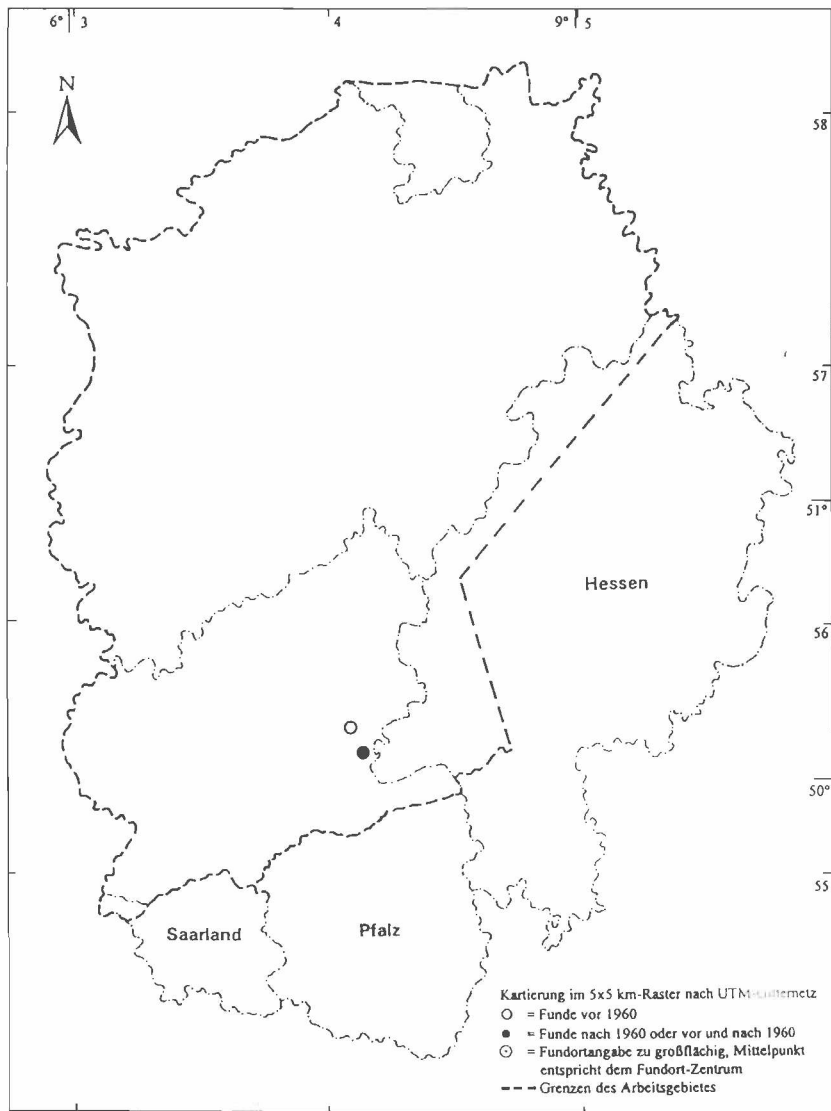 6° 3 4 9° 5
N
58
57
51°
Hessen
56
50°
55
Saarland
Pfalz
Kartierung im 5x5 km-Raster nach
○ = Funde vor 1960
● = Funde nach 1960 oder vor und nach 1960
⊙ = Fundortangabe zu großflächig, Mittelpunkt
entspricht dem Fundort-Zentrum
--- Grenzen des Arbeitsgebietes